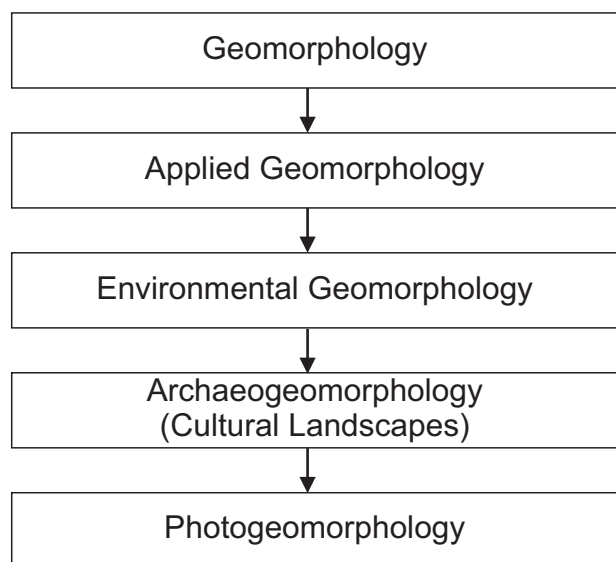 Geomorphology
Applied Geomorphology
Environmental Geomorphology
Archaeogeomorphology
(Cultural Landscapes)
Photogeomorphology